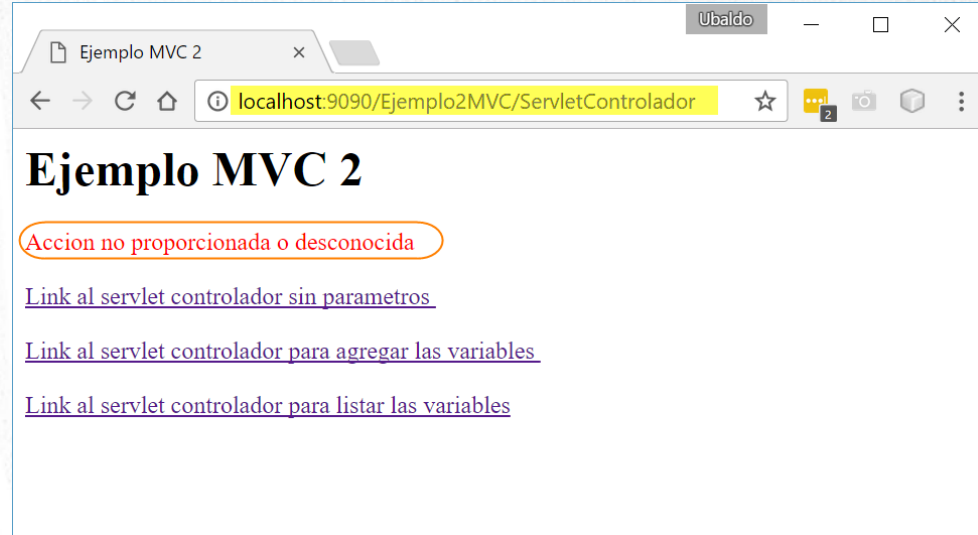 Ubaldo
Ejemplo MVC 2
localhost:9090/Ejemplo2MVC/ServletControlador
2
Ejemplo MVC 2
Accion no proporcionada o desconocida
Link al servlet controlador sin parametros
Link al servlet controlador para agregar las variables
Link al servlet controlador para listar las variables